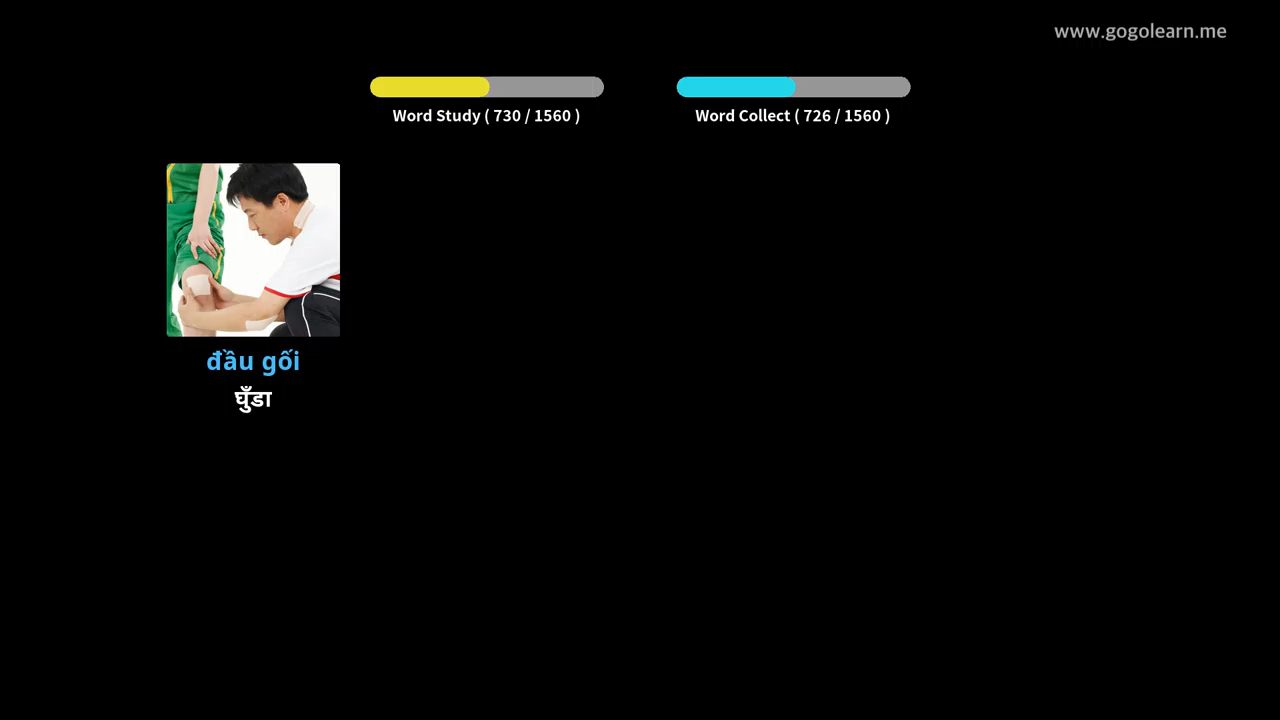 www.gogolearn.me
Word Study ( 730 / 1560 )
Word Collect ( 726 / 1560 )
đầu gối
घुँडा